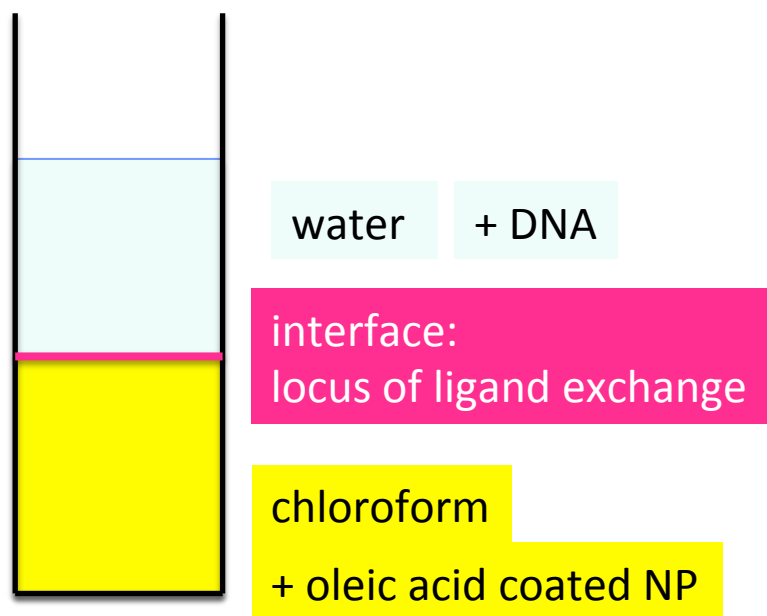 water + DNA
interface:
locus of ligand exchange
chloroform
+ oleic acid coated NP